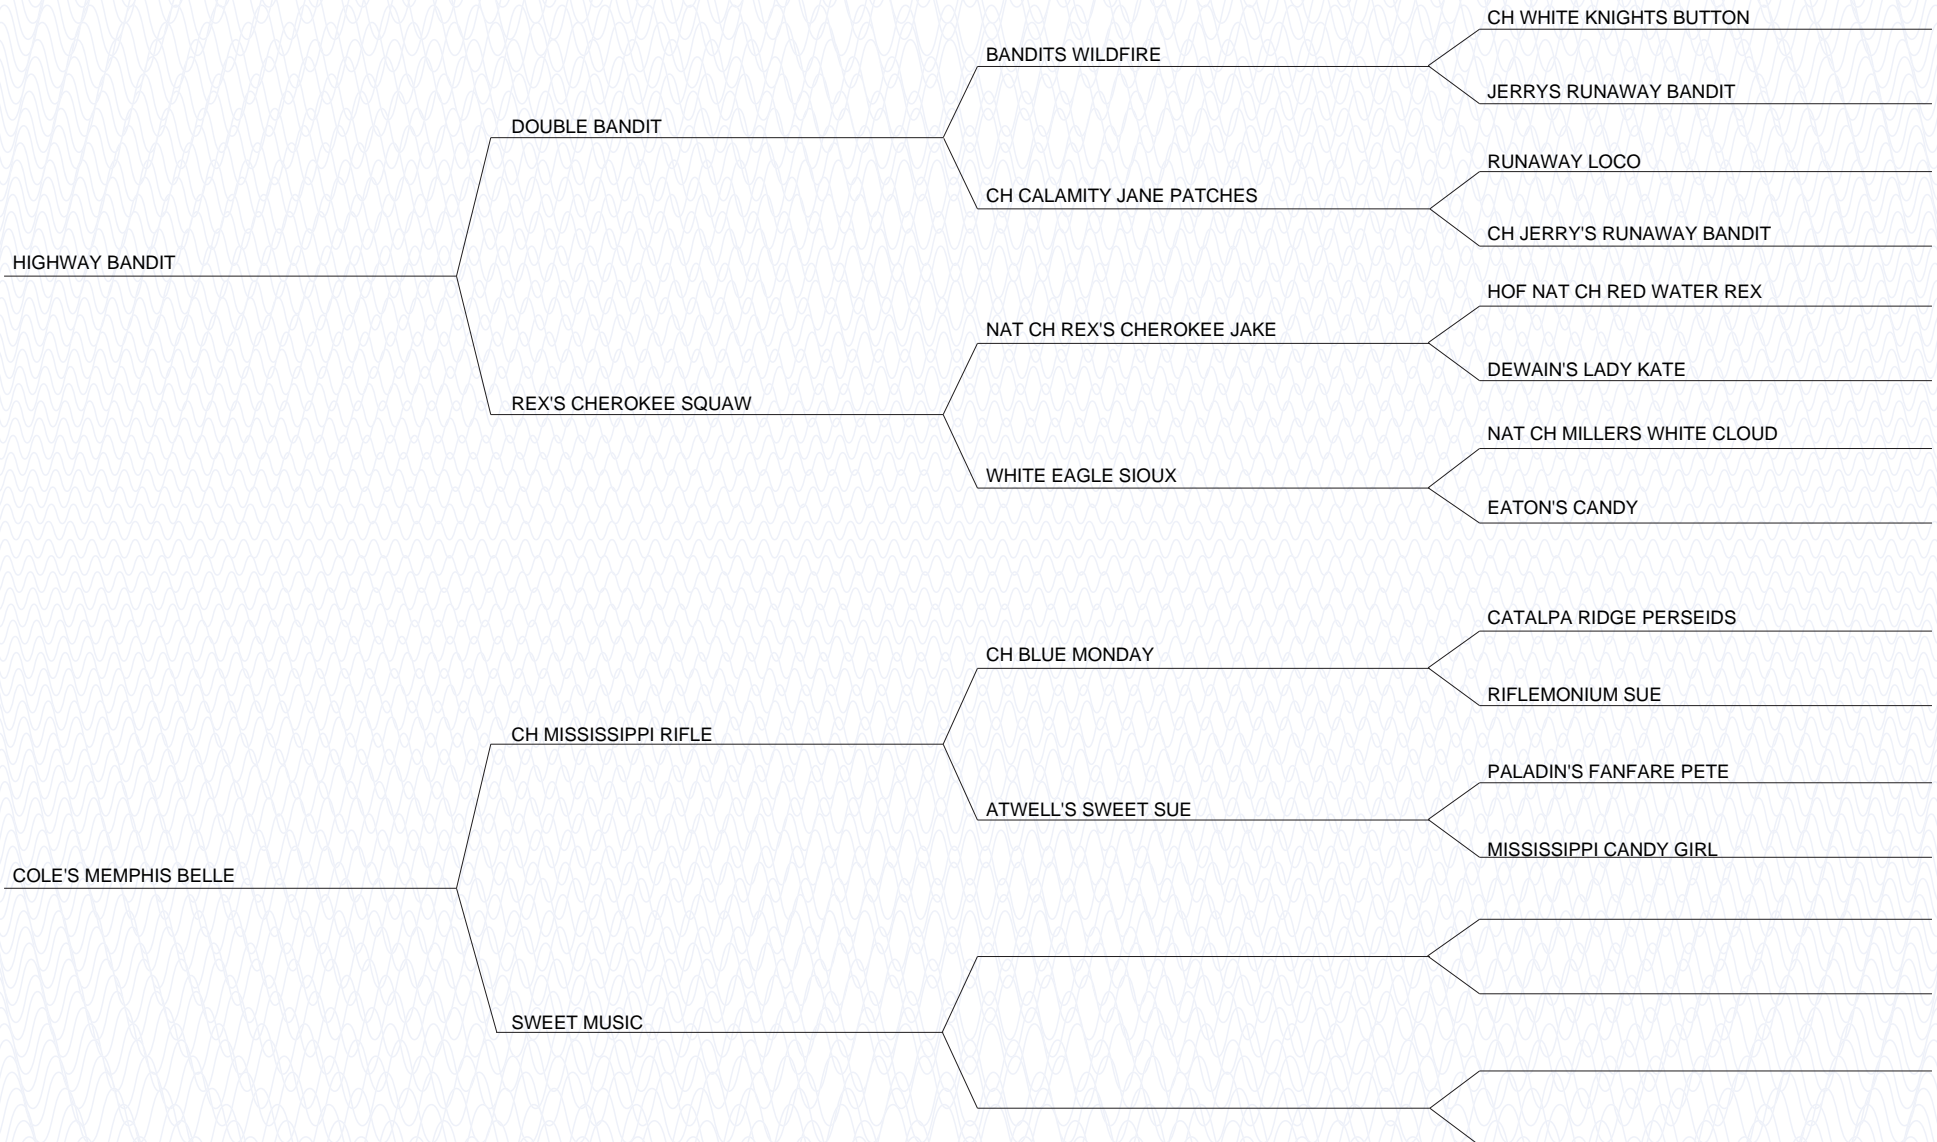 CH WHITE KNIGHTS BUTTON
BANDITS WILDFIRE
JERRYS RUNAWAY BANDIT
DOUBLE BANDIT
RUNAWAY LOCO
CH CALAMITY JANE PATCHES
CH JERRY'S RUNAWAY BANDIT
HIGHWAY BANDIT
HOF NAT CH RED WATER REX
NAT CH REX'S CHEROKEE JAKE
DEWAIN'S LADY KATE
REX'S CHEROKEE SQUAW
NAT CH MILLERS WHITE CLOUD
WHITE EAGLE SIOUX
EATON'S CANDY
CATALPA RIDGE PERSEIDS
CH BLUE MONDAY
RIFLEMONIUM SUE
CH MISSISSIPPI RIFLE
PALADIN'S FANFARE PETE
ATWELL'S SWEET SUE
MISSISSIPPI CANDY GIRL
COLE'S MEMPHIS BELLE
SWEET MUSIC